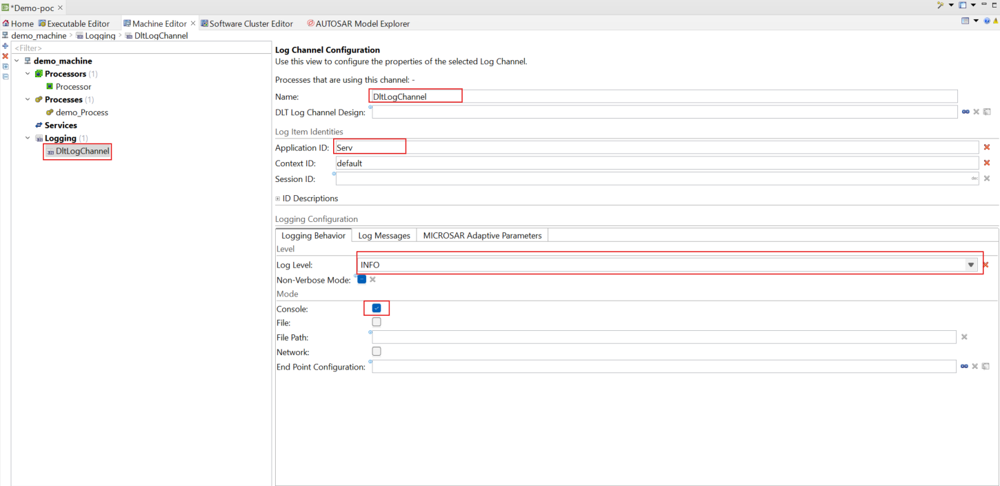 *Demo-poc
Home Executable Editor Machine Editor Software Cluster Editor AUTOSAR Model Explorer
demo_machine > Logging > DltLogChannel
<Filter>
demo_machine
Processors (1)
Processor
Processes (1)
demo_Process
Services
Logging (1)
DltLogChannel
Log Channel Configuration
Use this view to configure the properties of the selected Log Channel.
Processes that are using this channel: -
Name: DltLogChannel
DLT Log Channel Design:
Log Item Identities
Application ID: Serv
Context ID: default
Session ID: dec
ID Descriptions
Logging Configuration
Logging Behavior Log Messages MICROSAR Adaptive Parameters
Level
Log Level: INFO
Non-Verbose Mode:
Mode
Console:
File:
File Path:
Network:
End Point Configuration: